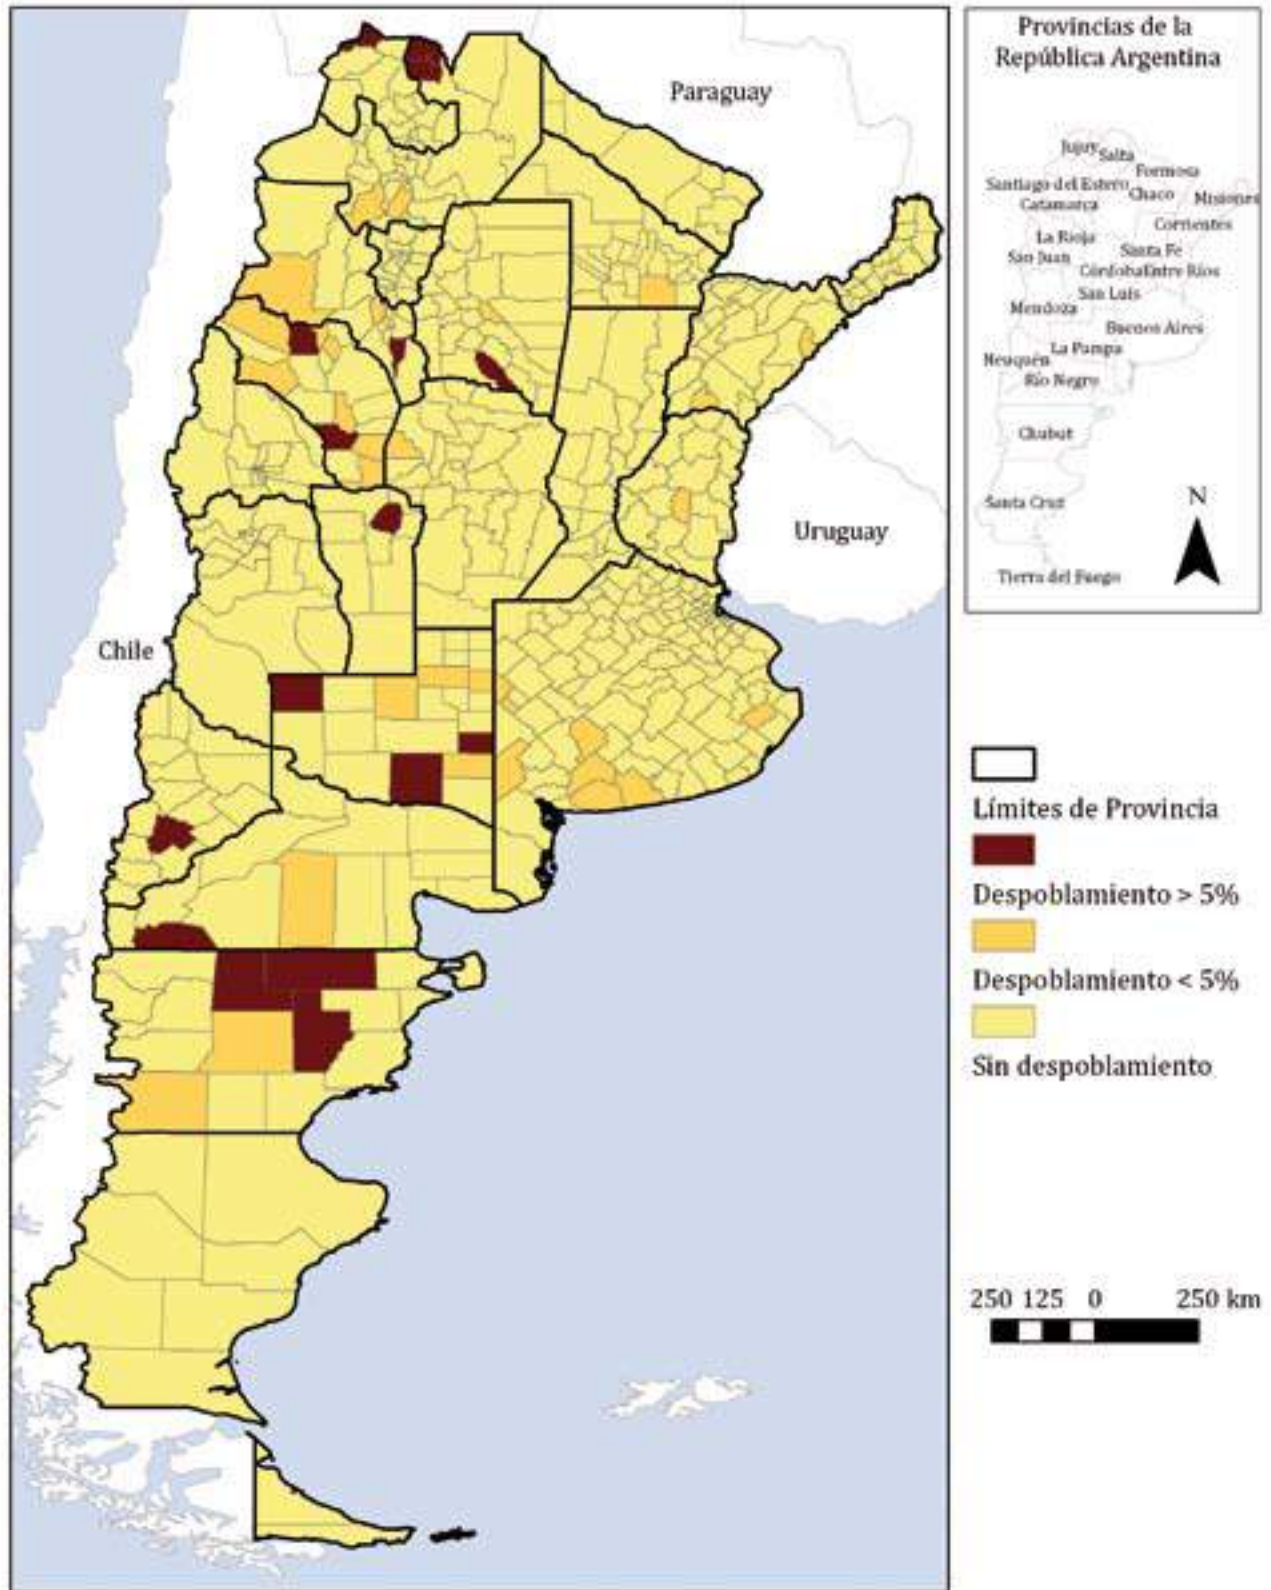 Paraguay
Uruguay
Chile
Provincias de la
República Argentina
Jujuy
Salta
Formosa
Santiago del Estero
Chaco
Misiones
Catamarca
Corrientes
La Rioja
Santa Fe
San Juan
Córdoba
Entre Ríos
San Luis
Mendoza
Buenos Aires
La Pampa
Neuquén
Río Negro
Chubut
Santa Cruz
N
Tierra del Fuego
Límites de Provincia
Despoblamiento > 5%
Despoblamiento < 5%
Sin despoblamiento
250 125 0 250 km